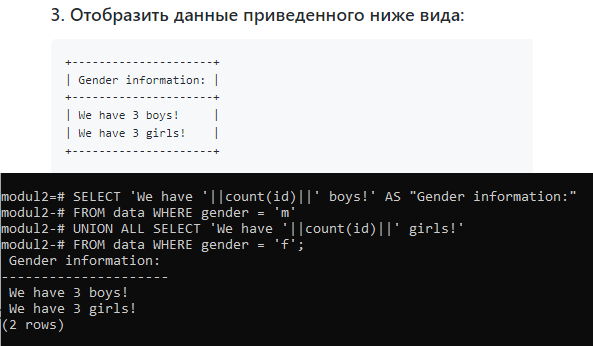 3. Отобразить данные приведенного ниже вида:
+---------------------+
| Gender information: |
+---------------------+
| We have 3 boys!     |
| We have 3 girls!    |
+---------------------+
modul2=# SELECT 'We have '||count(id)||' boys!' AS "Gender information:"
modul2-# FROM data WHERE gender = 'm'
modul2-# UNION ALL SELECT 'We have '||count(id)||' girls!'
modul2-# FROM data WHERE gender = 'f';
 Gender information:
---------------------
 We have 3 boys!
 We have 3 girls!
(2 rows)